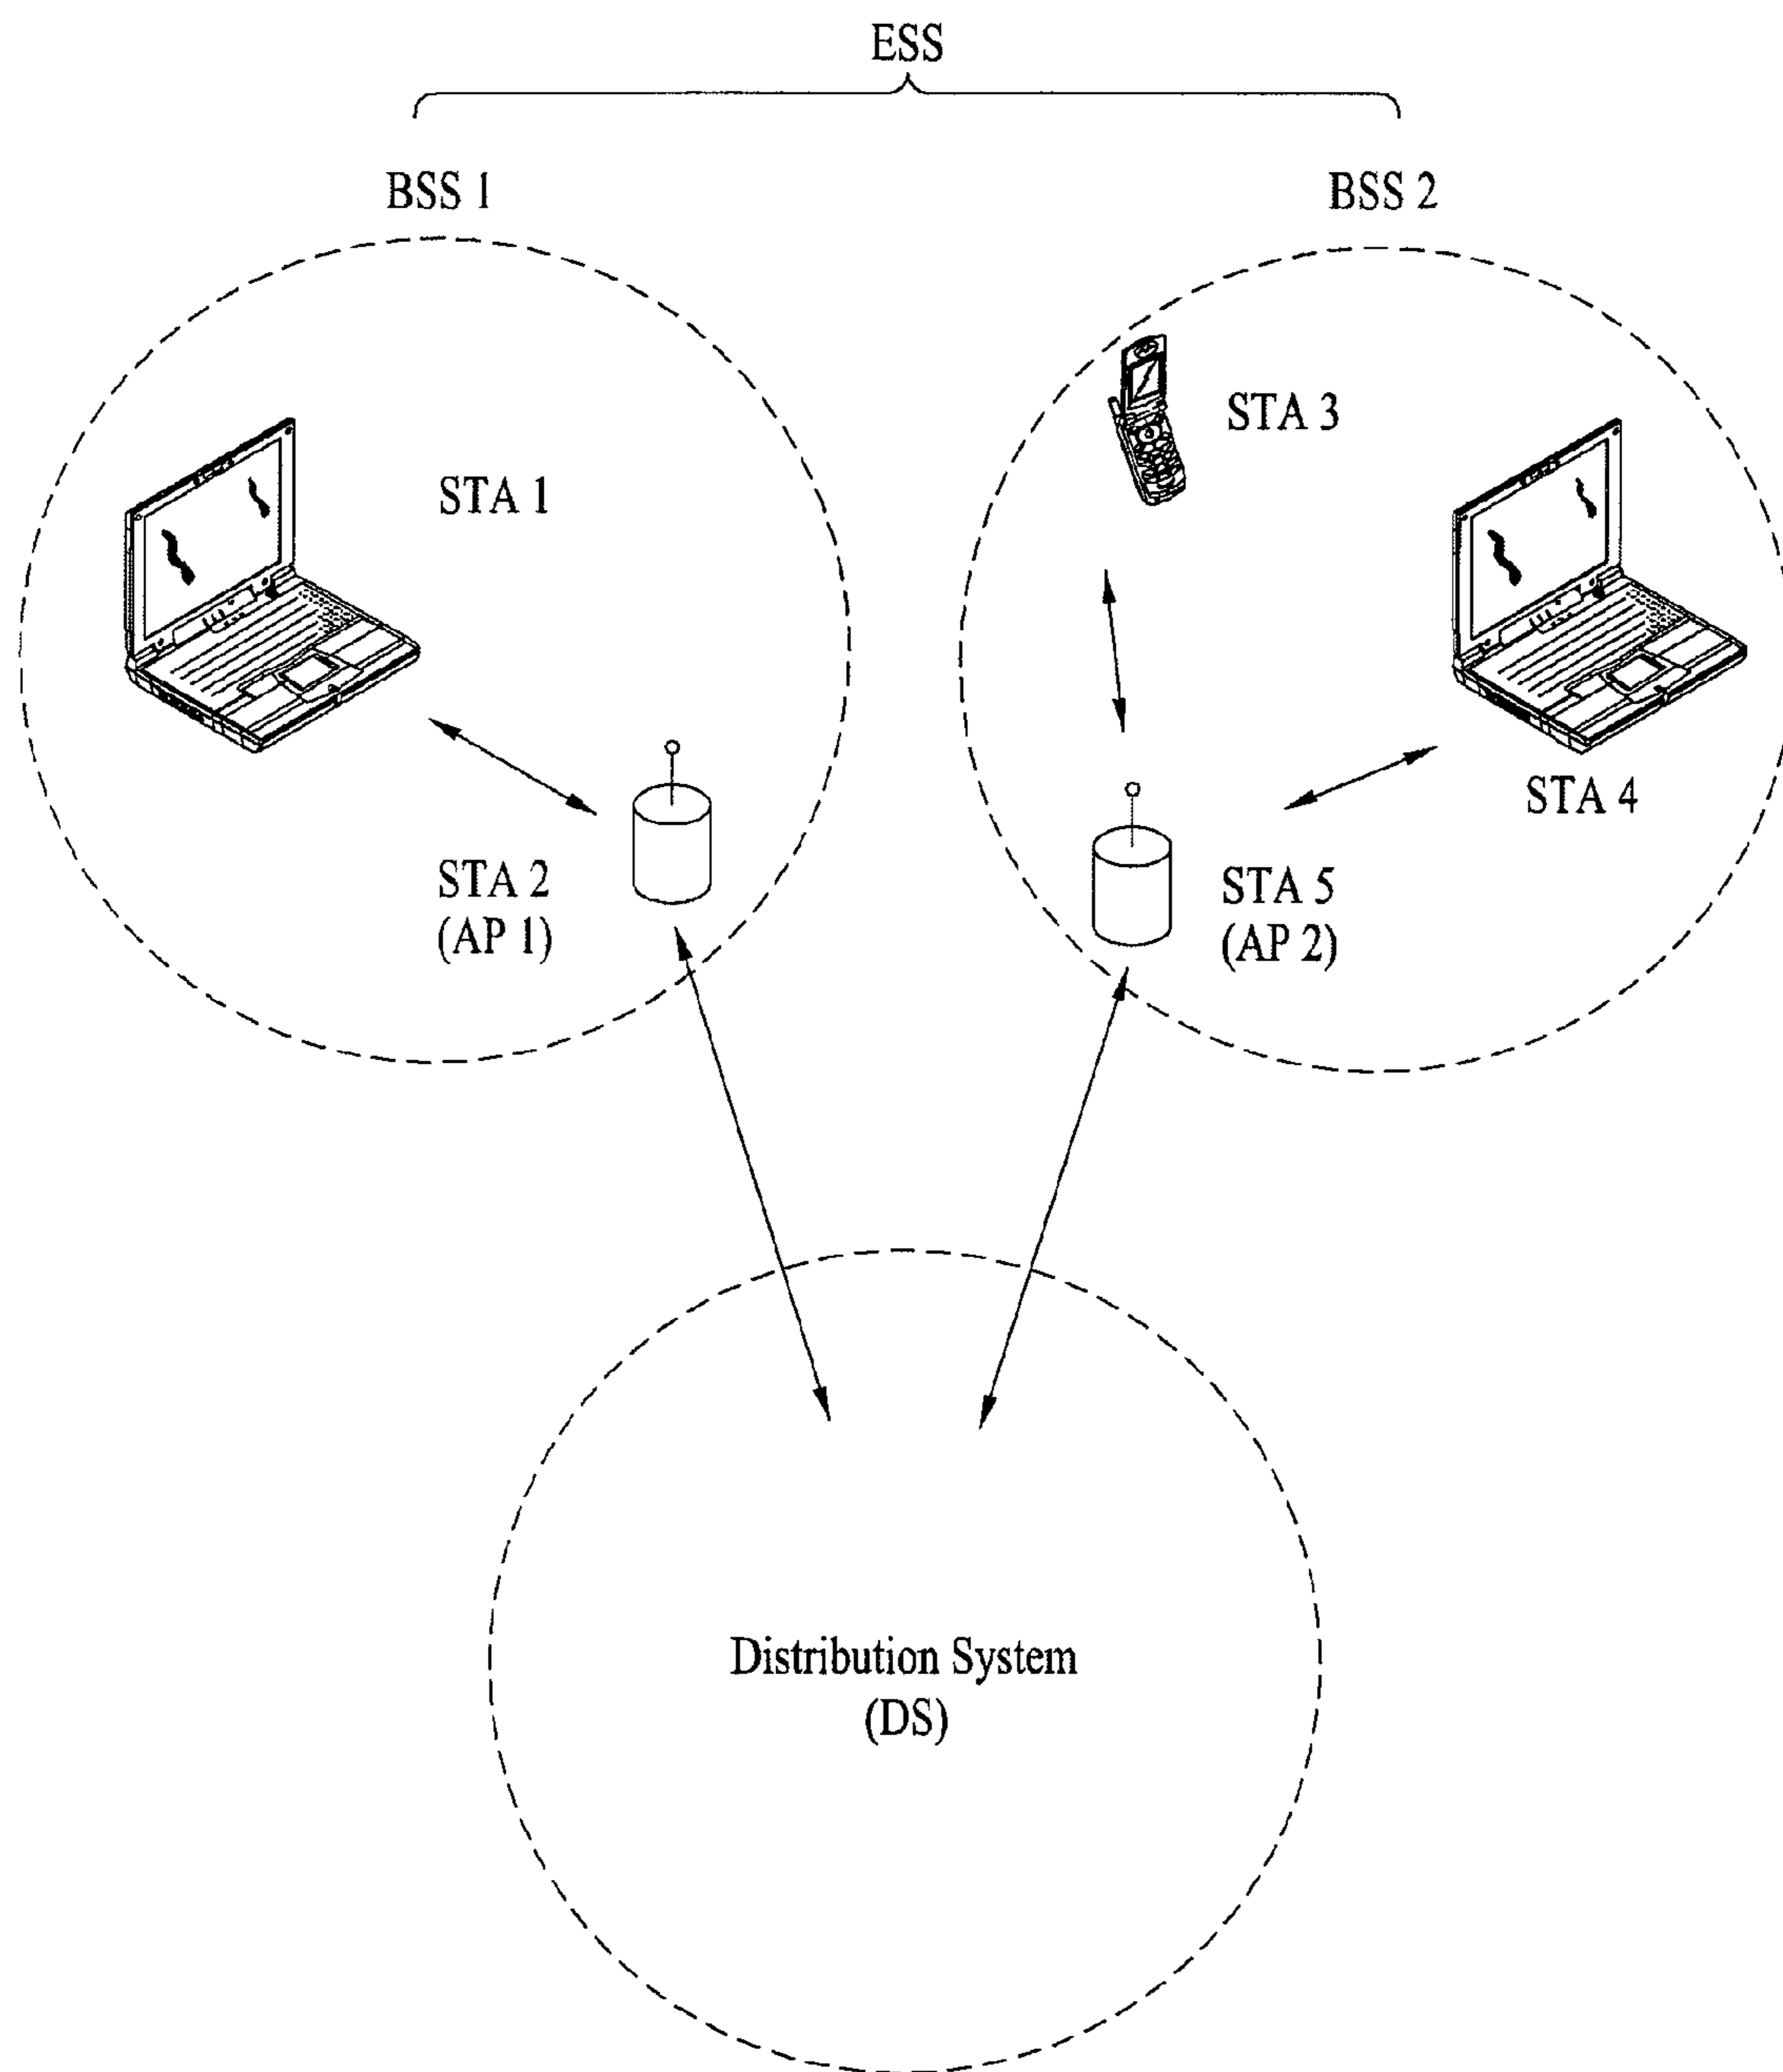 ESS
BSS 1
BSS 2
STA 1
STA 3
STA 4
STA 2
(AP 1)
STA 5
(AP 2)
Distribution System
(DS)